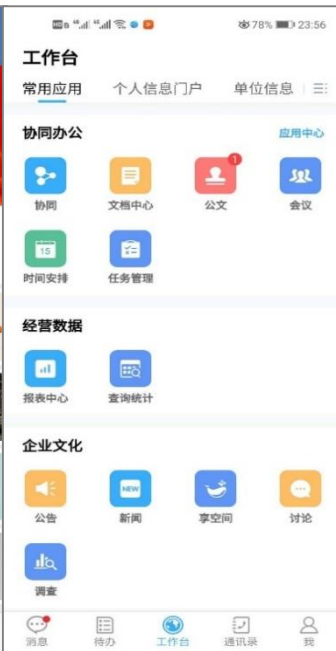 78% 23:56
工作台
常用应用 个人信息门户 单位信息
协同办公 应用中心
1
协同 文档中心 公文 会议
15
时间安排 任务管理
经营数据
报表中心 查询统计
企业文化
NEW
公告 新闻 享空间 讨论
调查
消息 待办 工作台 通讯录 我